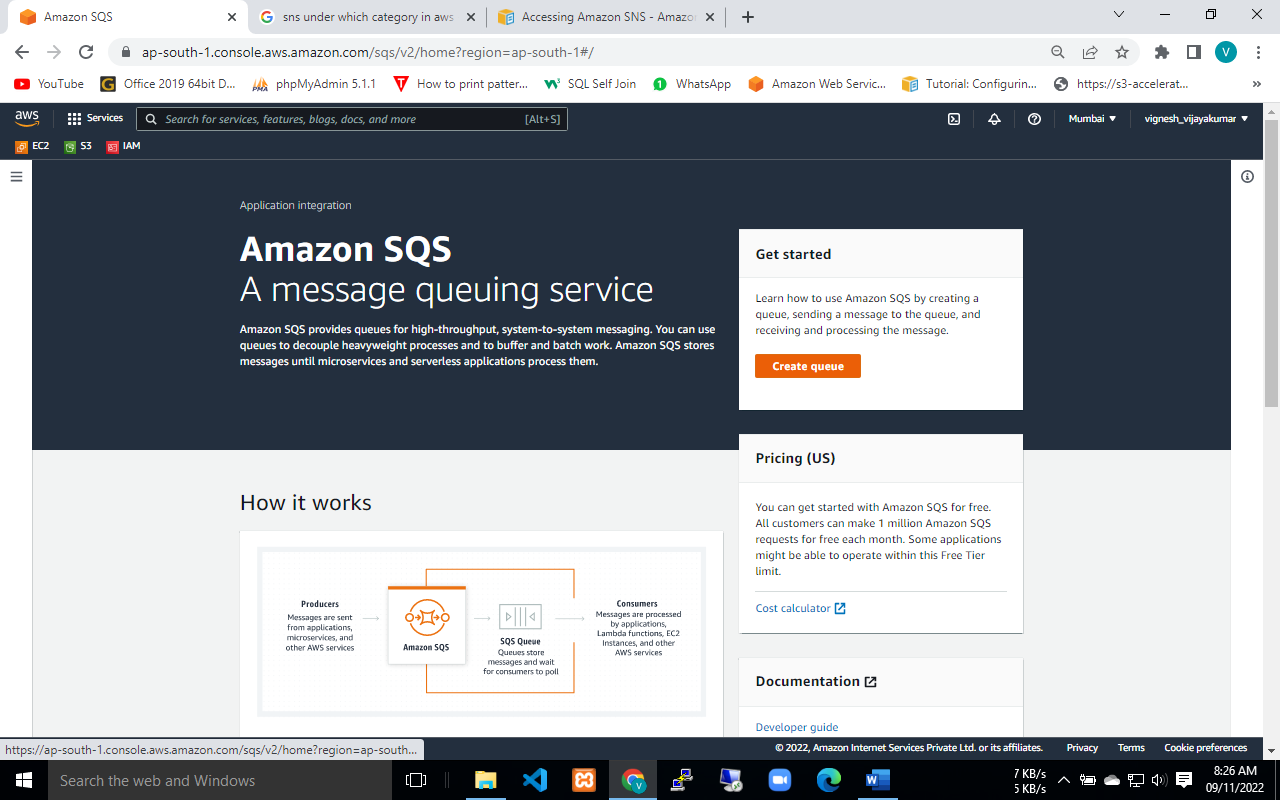 Amazon SQS
sns under which category in aws
Accessing Amazon SNS - Amazo
ap-south-1.console.aws.amazon.com/sqs/v2/home?region=ap-south-1#/
V
YouTube
Office 2019 64bit D...
phpMyAdmin 5.1.1
How to print patter...
SQL Self Join
1
WhatsApp
Amazon Web Servic...
Tutorial: Configurin...
https://s3-accelerat...
»
aws
Services
Search for services, features, blogs, docs, and more
[Alt+S]
Mumbai
vignesh_vijayakumar
EC2
S3
IAM
Application integration
Amazon SQS
A message queuing service
Amazon SQS provides queues for high-throughput, system-to-system messaging. You can use
queues to decouple heavyweight processes and to buffer and batch work. Amazon SQS stores
messages until microservices and serverless applications process them.
Get started
Learn how to use Amazon SQS by creating a
queue, sending a message to the queue, and
receiving and processing the message.
Create queue
Pricing (US)
You can get started with Amazon SQS for free.
All customers can make 1 million Amazon SQS
requests for free each month. Some applications
might be able to operate within this Free Tier
limit.
Cost calculator
Documentation
Developer guide
How it works
Producers
Messages are sent
from applications,
microservices, and
other AWS services
Amazon SQS
SQS Queue
Queues store
messages and wait
for consumers to poll
Consumers
Messages are processed
by applications,
Lambda functions, EC2
Instances, and other
AWS services
https://ap-south-1.console.aws.amazon.com/sqs/v2/home?region=ap-south...
© 2022, Amazon Internet Services Private Ltd. or its affiliates.
Privacy
Terms
Cookie preferences
Search the web and Windows
7 KB/s
5 KB/s
8:26 AM
09/11/2022